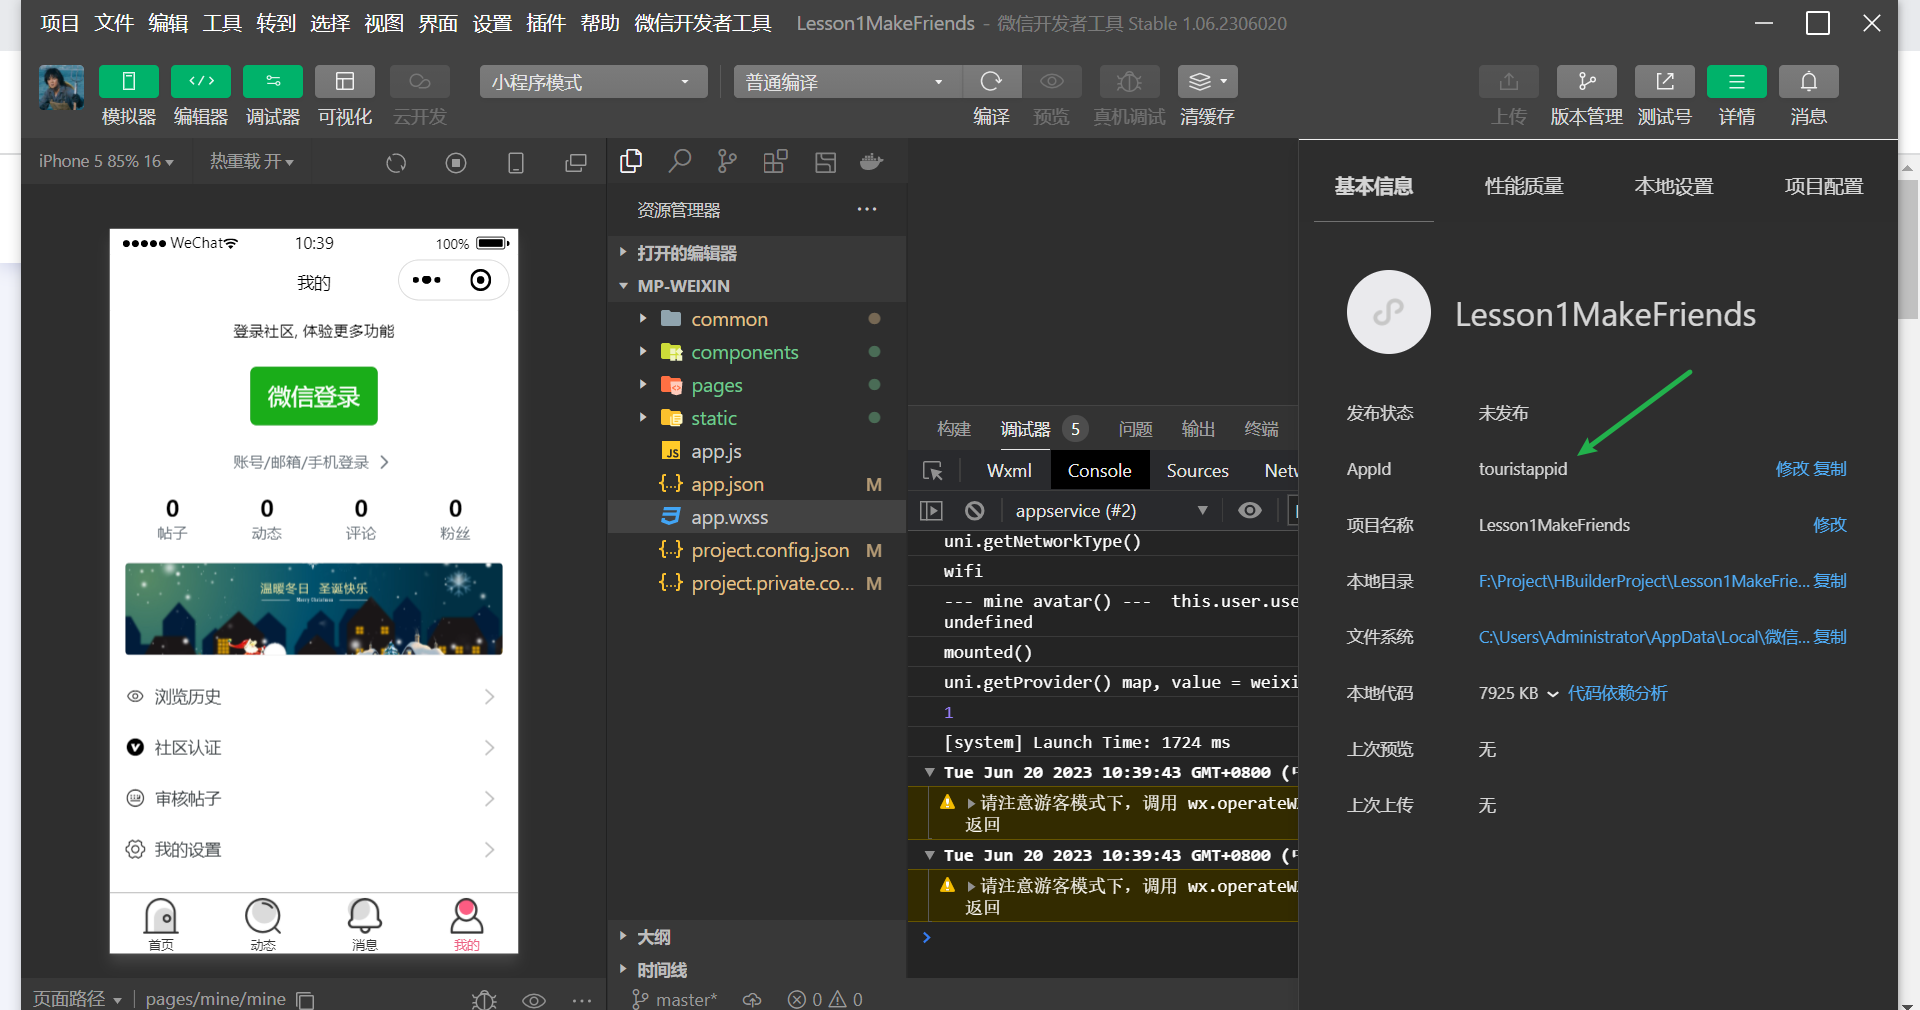 项目 文件 编辑 工具 转到 选择 视图 界面 设置 插件 帮助 微信开发者工具 Lesson1MakeFriends - 微信开发者工具 Stable 1.06.2306020
小程序模式
普通编译
模拟器 编辑器 调试器 可视化 云开发
编译 预览 真机调试 清缓存
上传 版本管理 测试号 详情 消息
iPhone 5 85% 16
热重载 开
WeChat 10:39 100%
我的
登录社区, 体验更多功能
微信登录
账号/邮箱/手机登录
0 0 0 0
帖子 动态 评论 粉丝
温暖冬日 圣诞快乐
Merry Christmas
浏览历史
社区认证
审核帖子
我的设置
首页 动态 消息 我的
页面路径 pages/mine/mine
资源管理器
打开的编辑器
MP-WEIXIN
common
components
pages
static
JS app.js
{..} app.json M
app.wxss
{..} project.config.json M
{..} project.private.co... M
大纲
时间线
master* 0 0
构建 调试器 5 问题 输出 终端
Wxml Console Sources Netw
appservice (#2)
uni.getNetworkType()
wifi
--- mine avatar() --- this.user.use
undefined
mounted()
uni.getProvider() map, value = weixi
1
[system] Launch Time: 1724 ms
Tue Jun 20 2023 10:39:43 GMT+0800 (
请注意游客模式下，调用 wx.operateW
返回
Tue Jun 20 2023 10:39:43 GMT+0800 (
请注意游客模式下，调用 wx.operateW
返回
基本信息 性能质量 本地设置 项目配置
Lesson1MakeFriends
发布状态 未发布
AppId touristappid 修改 复制
项目名称 Lesson1MakeFriends 修改
本地目录 F:\Project\HBuilderProject\Lesson1MakeFrie... 复制
文件系统 C:\Users\Administrator\AppData\Local\微信... 复制
本地代码 7925 KB 代码依赖分析
上次预览 无
上次上传 无